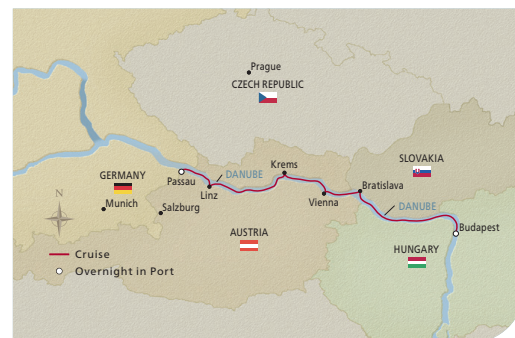 Prague
CZECH REPUBLIC
SLOVAKIA
Krems
DANUBE
GERMANY
Passau
Linz
Bratislava
Vienna
Munich
Salzburg
DANUBE
Budapest
N
AUSTRIA
HUNGARY
Cruise
Overnight in Port